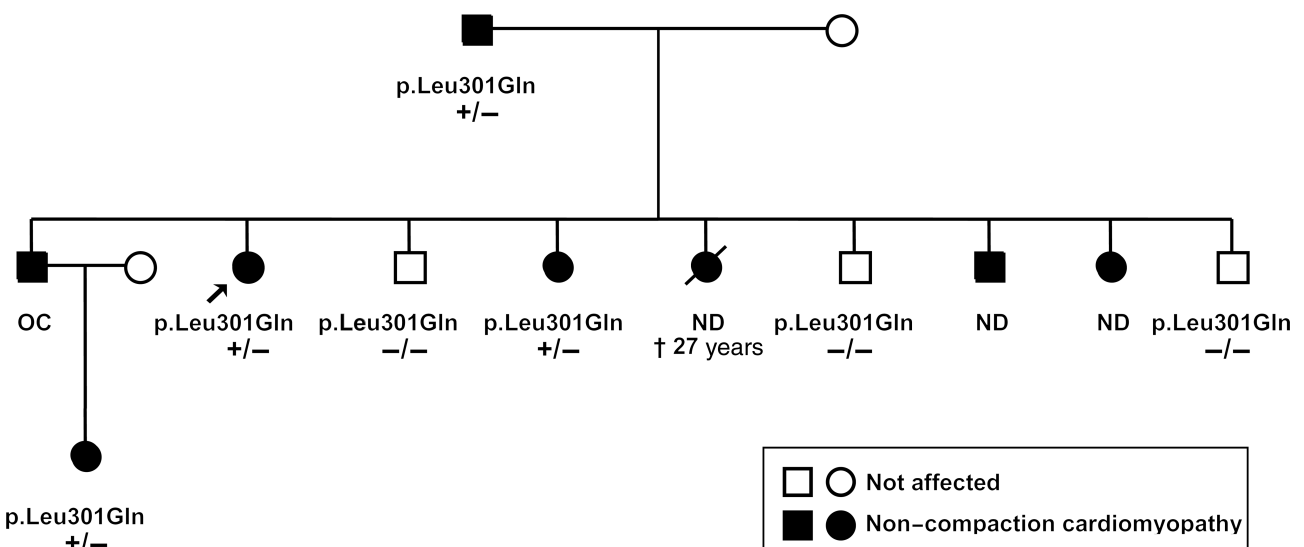 p.Leu301Gln
+/–
OC
p.Leu301Gln
+/–
p.Leu301Gln
–/–
p.Leu301Gln
+/–
ND
† 27 years
p.Leu301Gln
–/–
ND
ND
p.Leu301Gln
–/–
p.Leu301Gln
+/–
Not affected
Non–compaction cardiomyopathy